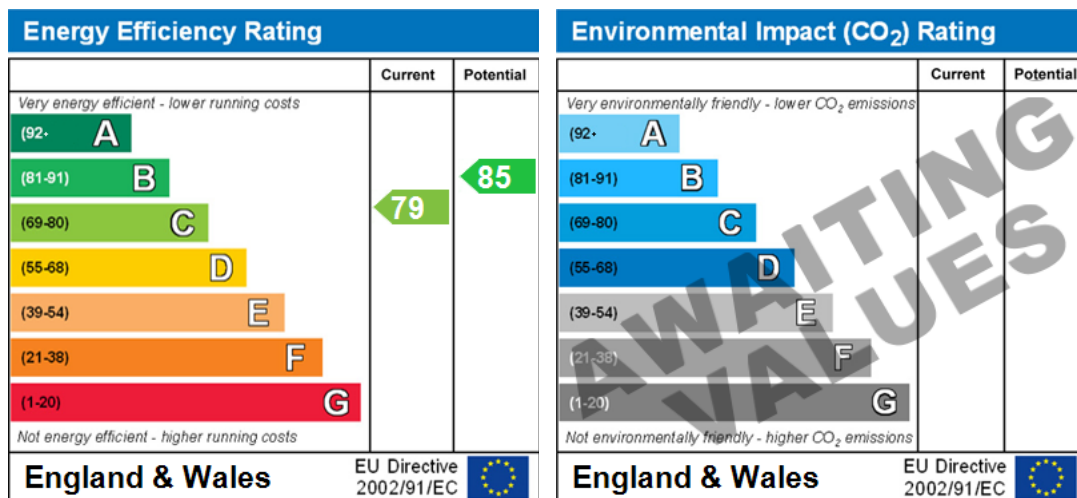 Energy Efficiency Rating
Current Potential
Very energy efficient - lower running costs
(92- A
(81-91) B
85
(69-80) C
79
(55-68) D
(39-54) E
(21-38) F
(1-20) G
Not energy efficient - higher running costs
England & Wales
EU Directive
2002/91/EC
Environmental Impact (CO₂) Rating
Current Potential
Very environmentally friendly - lower CO₂ emissions
(92- A
(81-91) B
(69-80) C
(55-68) D
(39-54) E
(21-38) F
(1-20) G
AWAITING
VALUES
Not environmentally friendly - higher CO₂ emissions
England & Wales
EU Directive
2002/91/EC